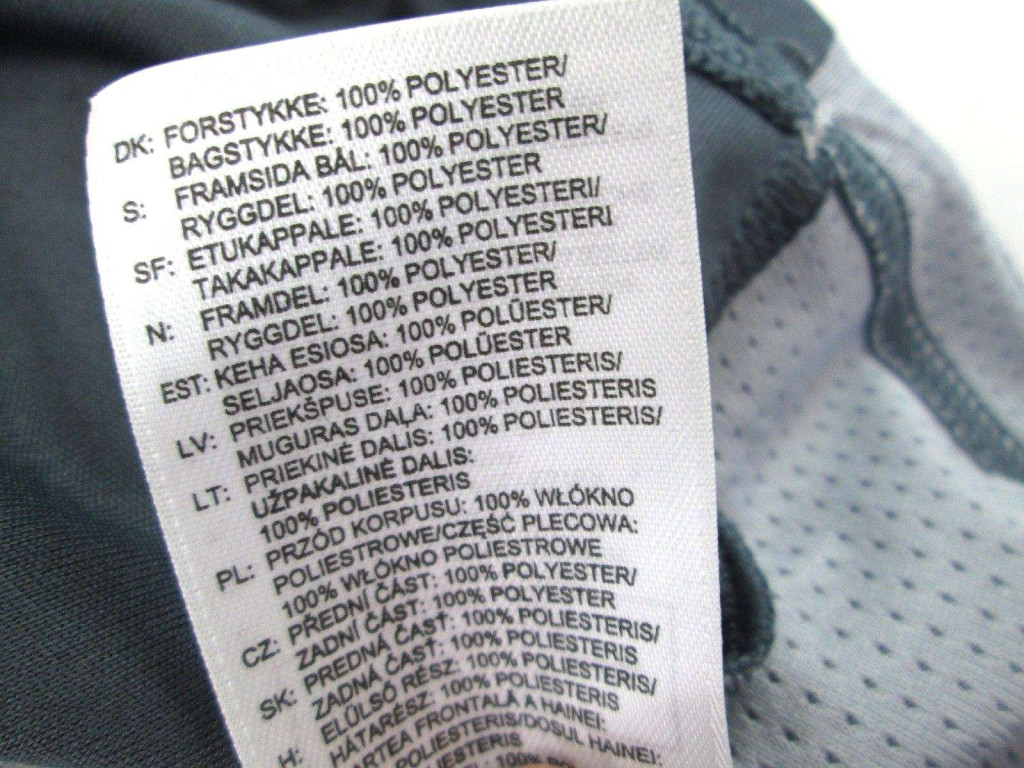 DK: FORSTYKKE: 100% POLYESTER/
BAGSTYKKE: 100% POLYESTER
S: FRAMSIDA BÅL: 100% POLYESTER/
RYGGDEL: 100% POLYESTER
SF: ETUKAPPALE: 100% POLYESTERI/
TAKAKAPPALE: 100% POLYESTERI
N: FRAMDEL: 100% POLYESTER/
RYGGDEL: 100% POLYESTER
EST: KEHA ESIOSA: 100% POLÜESTER/
SELJAOSA: 100% POLÜESTER
LV: PRIEKŠPUSE: 100% POLIESTERIS/
MUGURAS DAĻA: 100% POLIESTERIS
LT: PRIEKINĖ DALIS: 100% POLIESTERIS/
UŽPAKALINĖ DALIS:
100% POLIESTERIS
PL: PRZÓD KORPUSU: 100% WŁÓKNO
POLIESTROWE/CZĘŚĆ PLECOWA:
100% WŁÓKNO POLIESTROWE
CZ: PŘEDNÍ ČÁST: 100% POLYESTER/
ZADNÍ ČÁST: 100% POLYESTER
SK: PREDNÁ ČASŤ: 100% POLIESTERIS/
ZADNÁ ČASŤ: 100% POLIESTERIS
H: ELÜLSŐ RÉSZ: 100% POLIESTERIS/
HÁTARÉSZ: 100% POLIESTERIS
FRONTALĂ A HAINEI:
POLIESTERIS/DOSUL HAINEI:
POLIESTERIS